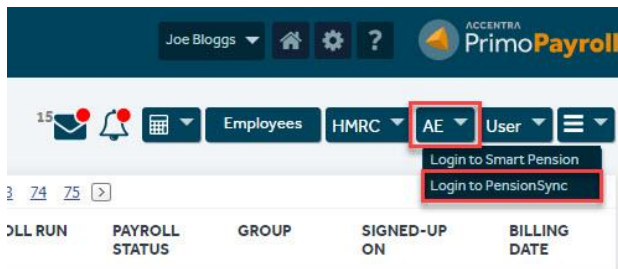 Joe Bloggs ?
ACCENTRA
PrimoPayroll
15 Employees HMRC AE User
Login to Smart Pension
Login to PensionSync
74 75 >
PAYROLL GROUP SIGNED-UP BILLING
OLL RUN STATUS ON DATE